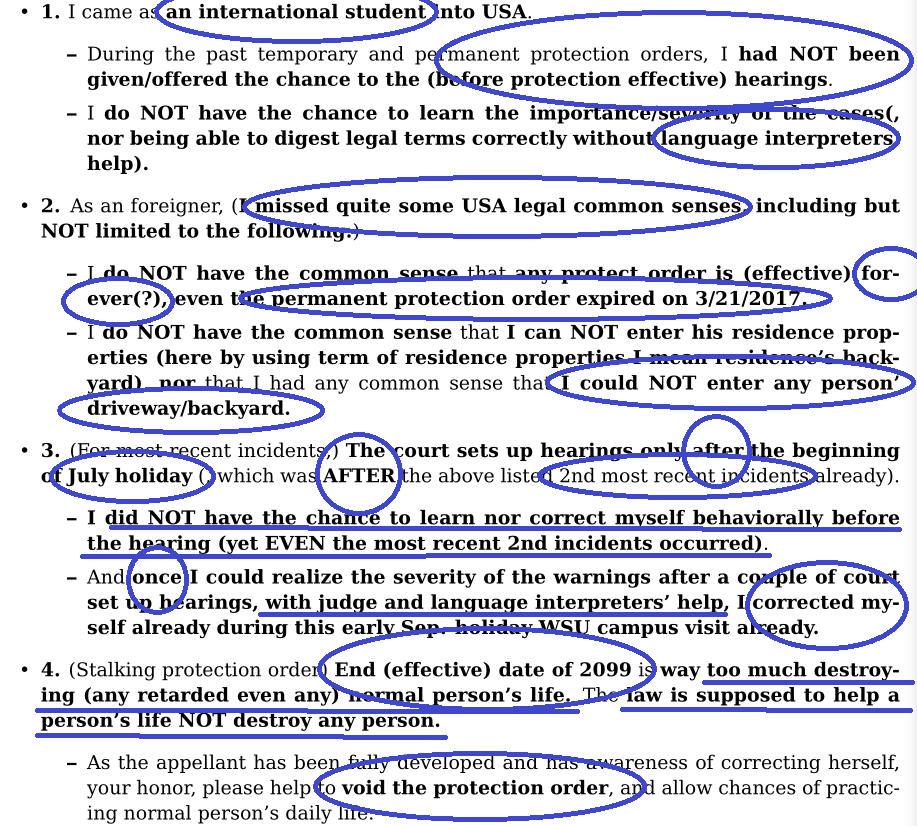 • 1. I came as an international student into USA.
– During the past temporary and permanent protection orders, I had NOT been
given/offered the chance to the (before protection effective) hearings.
– I do NOT have the chance to learn the importance/severity of the cases(,
nor being able to digest legal terms correctly without language interpreters
help).
• 2. As an foreigner, (I missed quite some USA legal common senses, including but
NOT limited to the following:)
– I do NOT have the common sense that any protect order is (effective) for-
ever(?), even the permanent protection order expired on 3/21/2017.
– I do NOT have the common sense that I can NOT enter his residence prop-
erties (here by using term of residence properties I mean residence's back-
yard) nor that I had any common sense that I could NOT enter any person'
driveway/backyard.
• 3. (For most recent incidents,) The court sets up hearings only after the beginning
of July holiday (, which was AFTER the above listed 2nd most recent incidents already).
– I did NOT have the chance to learn nor correct myself behaviorally before
the hearing (yet EVEN the most recent 2nd incidents occurred).
– And once I could realize the severity of the warnings after a couple of court
set up hearings, with judge and language interpreters' help, I corrected my-
self already during this early Sep. holiday WSU campus visit already.
• 4. (Stalking protection order) End (effective) date of 2099 is way too much destroy-
ing (any retarded even any) normal person's life. The law is supposed to help a
person's life NOT destroy any person.
– As the appellant has been fully developed and has awareness of correcting herself,
your honor, please help to void the protection order, and allow chances of practic-
ing normal person's daily life.